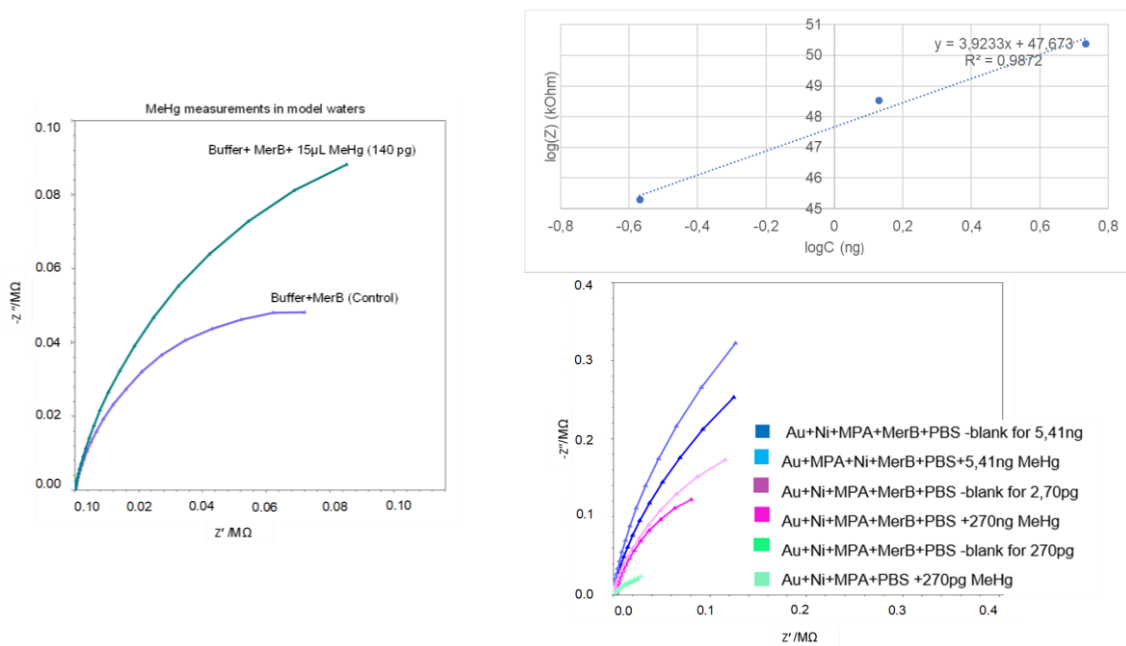 MeHg measurements in model waters
0.10
0.08
0.06
0.04
0.02
0.00
-Z''/MΩ
Buffer+ MerB+ 15µL MeHg (140 pg)
Buffer+MerB (Control)
0.10 0.02 0.04 0.06 0.08 0.10
Z'/MΩ
51
50
49
48
47
46
45
log(Z) (kOhm)
y = 3,9233x + 47,673
R² = 0,9872
-0,8 -0,6 -0,4 -0,2 0 0,2 0,4 0,6 0,8
logC (ng)
0.4
0.3
0.2
0.1
0.0
-Z''/MΩ
Au+Ni+MPA+MerB+PBS -blank for 5,41ng
Au+MPA+Ni+MerB+PBS+5,41ng MeHg
Au+Ni+MPA+MerB+PBS -blank for 2,70pg
Au+Ni+MPA+MerB+PBS +270ng MeHg
Au+Ni+MPA+MerB+PBS -blank for 270pg
Au+Ni+MPA+PBS +270pg MeHg
0.0 0.1 0.2 0.3 0.4
Z'/MΩ